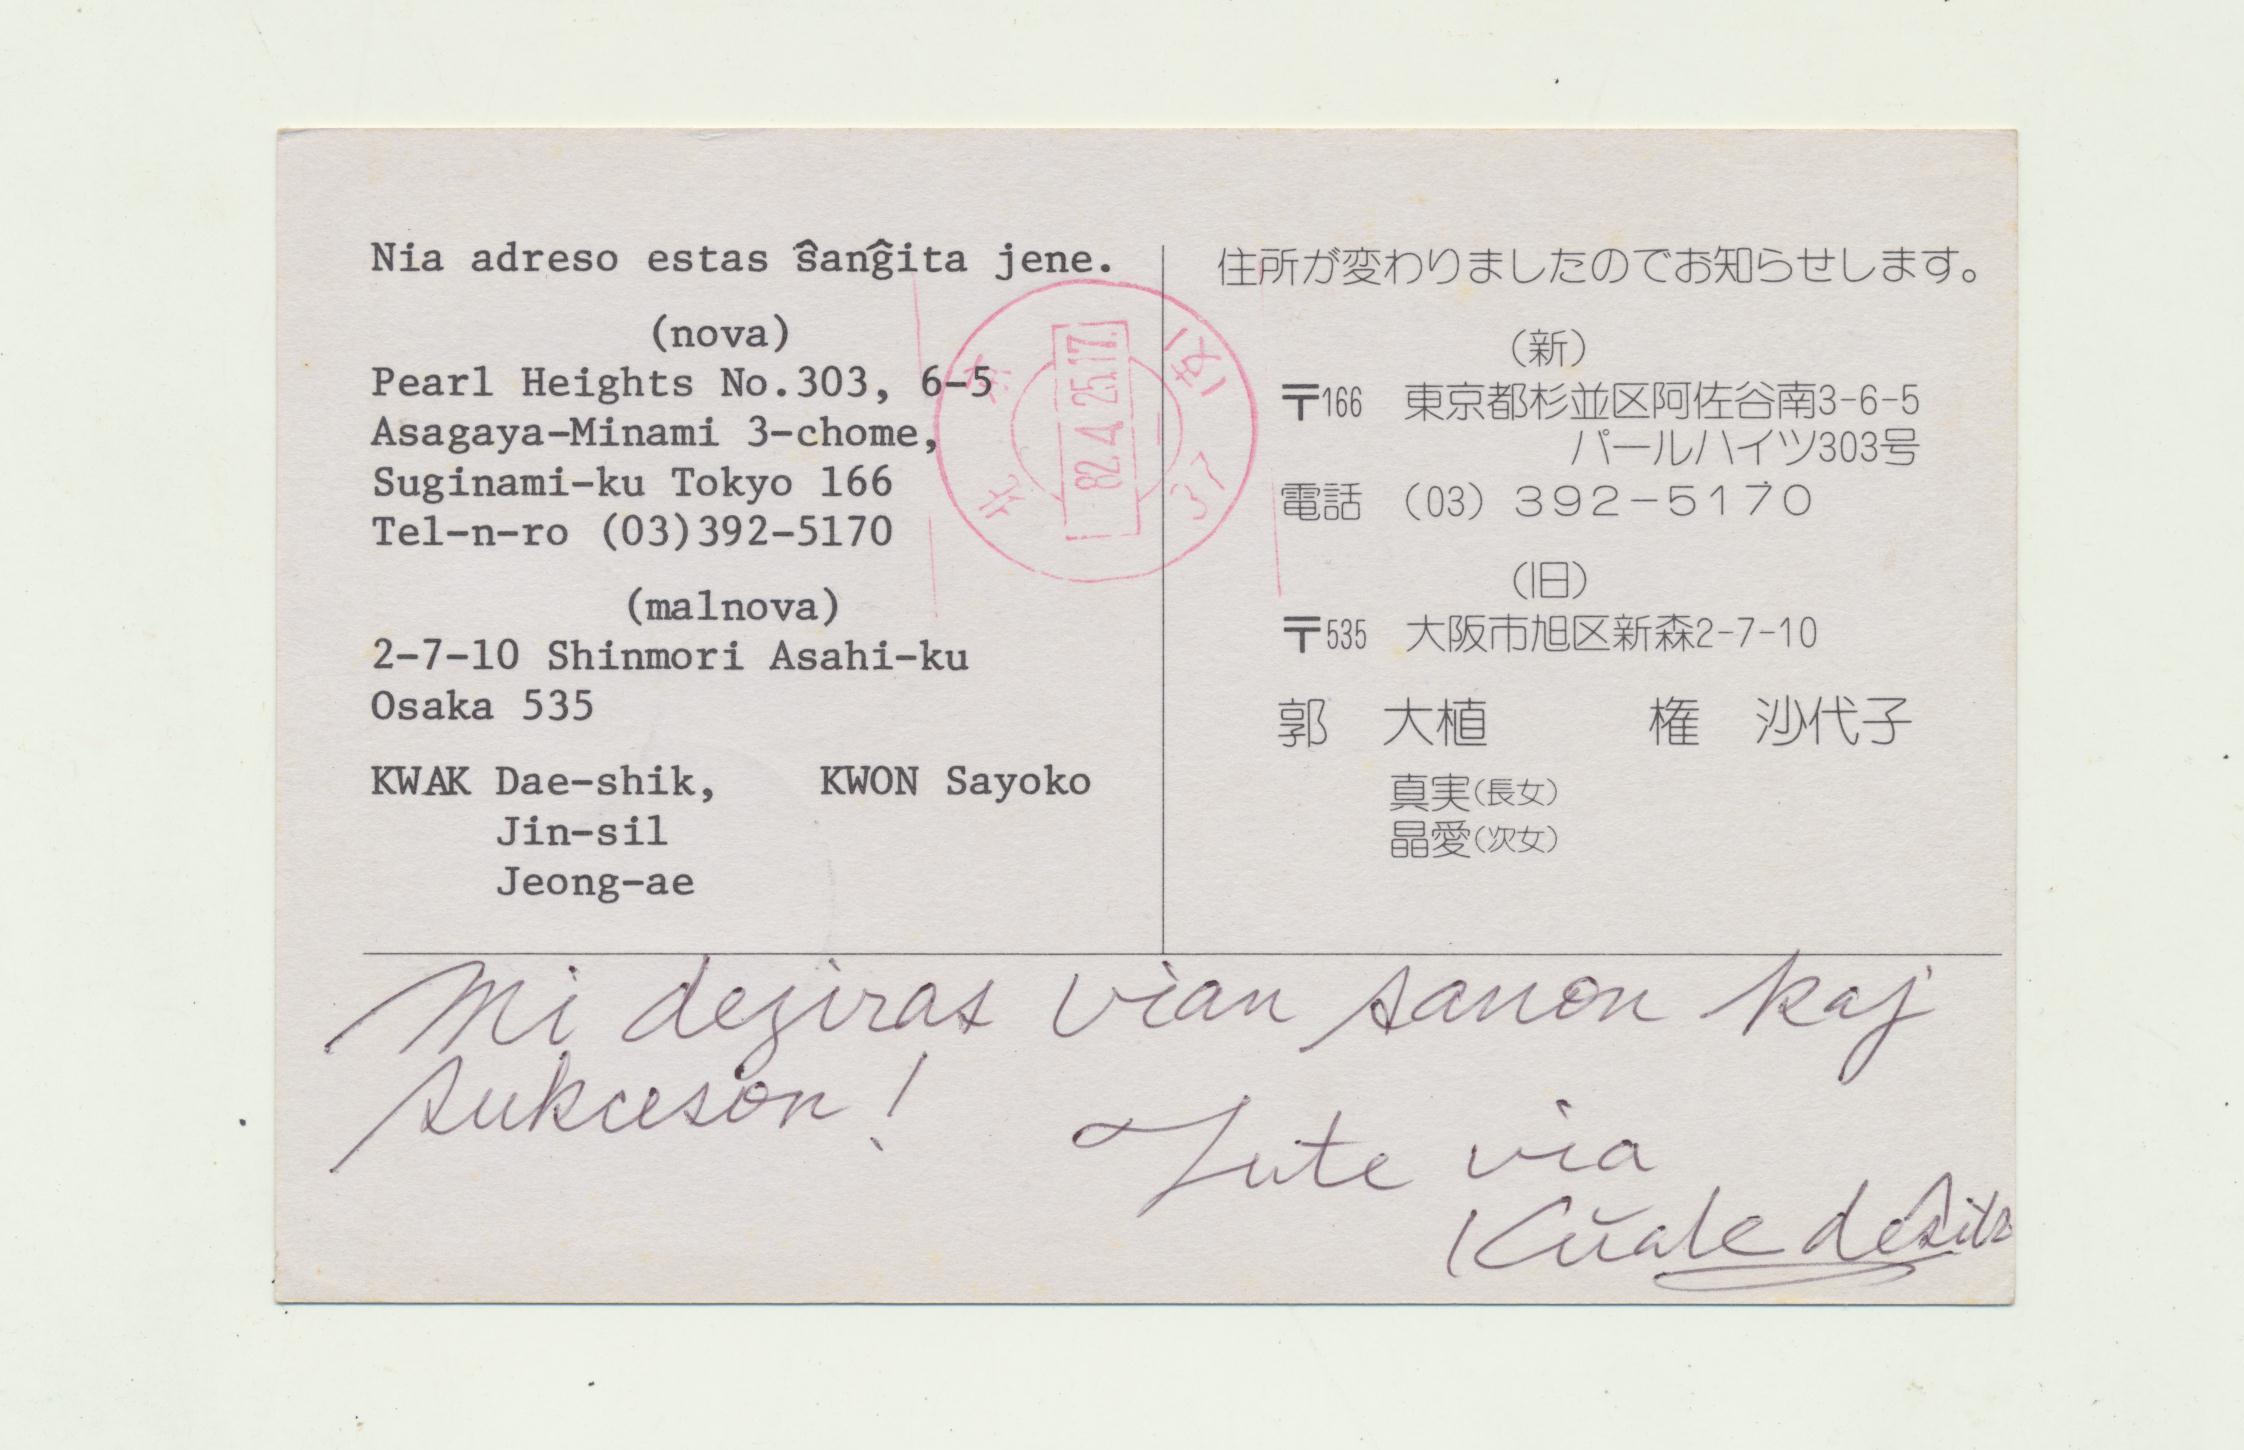 Nia adreso estas ŝanĝita jene.
(nova)
Pearl Heights No.303, 6-5
Asagaya-Minami 3-chome,
Suginami-ku Tokyo 166
Tel-n-ro (03)392-5170
(malnova)
2-7-10 Shinmori Asahi-ku
Osaka 535
KWAK Dae-shik, KWON Sayoko
Jin-sil
Jeong-ae
住所が変わりましたのでお知らせします。
(新)
〒166 東京都杉並区阿佐谷南3-6-5
パールハイツ303号
電話 (03) 392-5170
(旧)
〒535 大阪市旭区新森2-7-10
郭 大植 権 沙代子
真実(長女)
晶愛(次女)
82.4.25.17
Mi deziras vian sanon kaj
sukceson!
Tute via